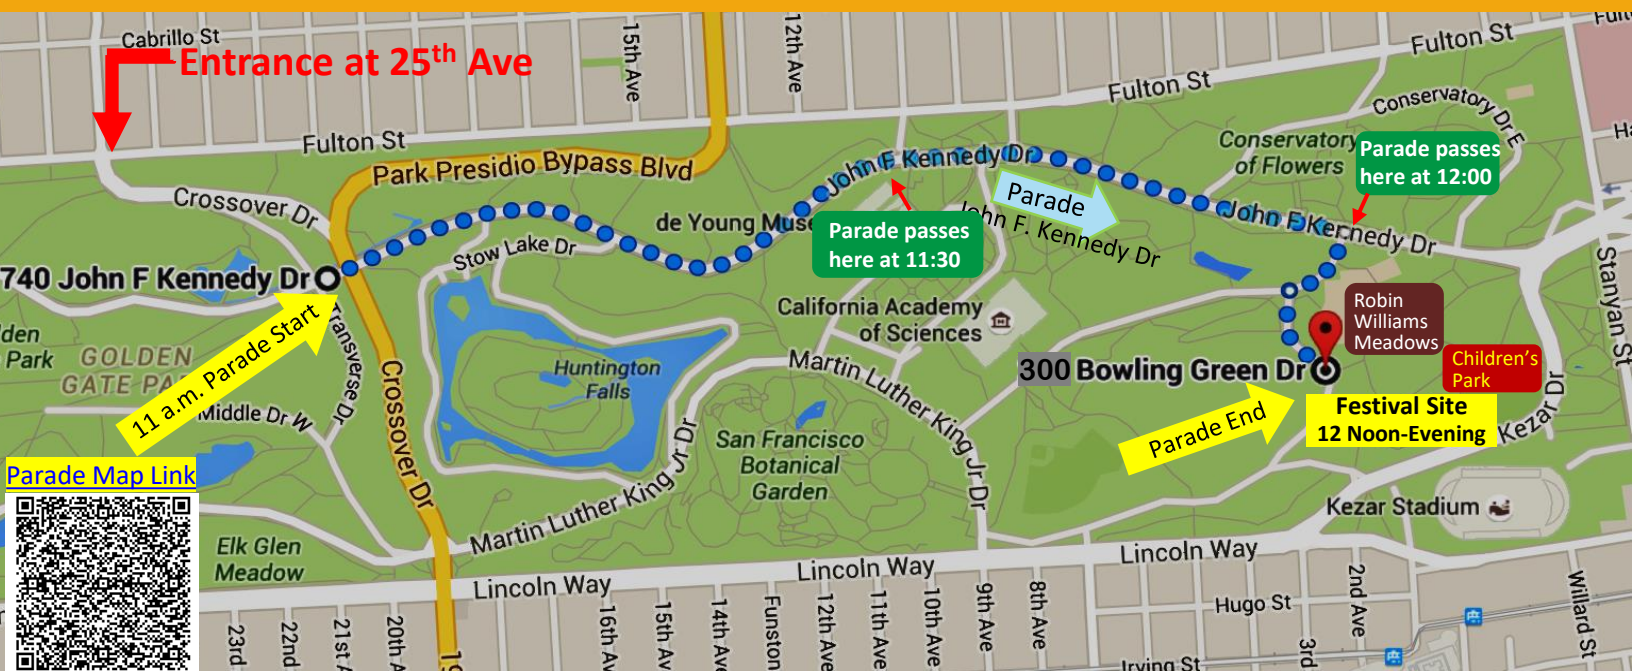 Cabrillo St
Entrance at 25th Ave
15th Ave
12th Ave
Fulton St
Fulton St
Fulton St
Conservatory Dr E
Park Presidio Bypass Blvd
Crossover Dr
John F Kennedy Dr
Conservatory
of Flowers
Parade passes
here at 12:00
Parade
John F. Kennedy Dr
John F Kennedy Dr
de Young
Parade passes
here at 11:30
Stow Lake Dr
740 John F Kennedy Dr
11 a.m. Parade Start
Transverse Dr
Park
GOLDEN
GATE
Middle Dr W
Crossover Dr
Huntington
Falls
California Academy
of Sciences
Martin Luther King Jr Dr
300 Bowling Green Dr
Robin
Williams
Meadows
Children's
Park
Stanyan St
Parade End
Festival Site
12 Noon-Evening
Kezar Dr
San Francisco
Botanical
Garden
Martin Luther King Jr Dr
Kezar Stadium
Parade Map Link
Elk Glen
Meadow
Lincoln Way
Lincoln Way
Lincoln Way
23rd
22nd
21st
20th
16th Av
15th Av
14th Ave
Funston
12th Ave
11th Ave
10th Ave
9th Ave
8th Ave
Hugo St
2nd Ave
3rd
Irving St
Willard St